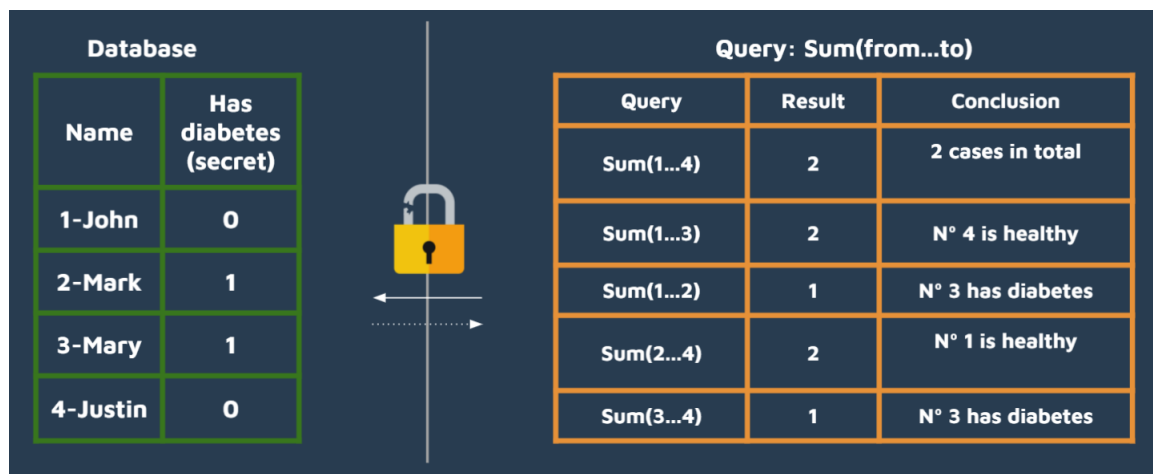 Database
Query: Sum(from...to)
Name
Has
diabetes
(secret)
1-John
0
2-Mark
1
3-Mary
1
4-Justin
0
Query
Result
Conclusion
Sum(1...4)
2
2 cases in total
Sum(1...3)
2
N° 4 is healthy
Sum(1...2)
1
N° 3 has diabetes
Sum(2...4)
2
N° 1 is healthy
Sum(3...4)
1
N° 3 has diabetes